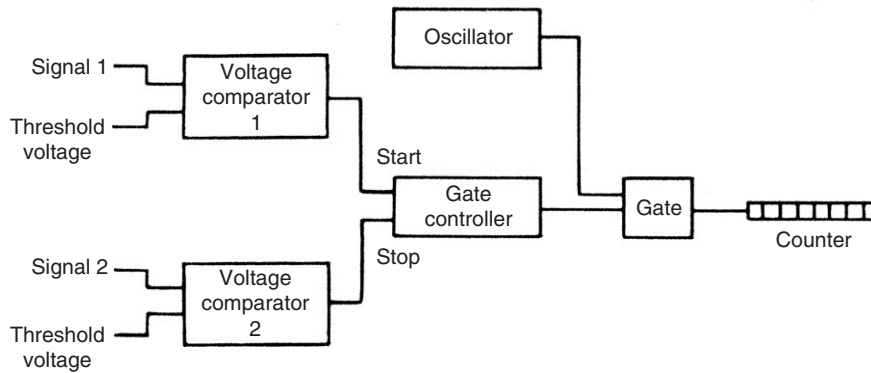 Oscillator
Signal 1
Voltage
comparator
1
Threshold
voltage
Start
Gate
controller
Gate
Counter
Stop
Signal 2
Voltage
comparator
2
Threshold
voltage